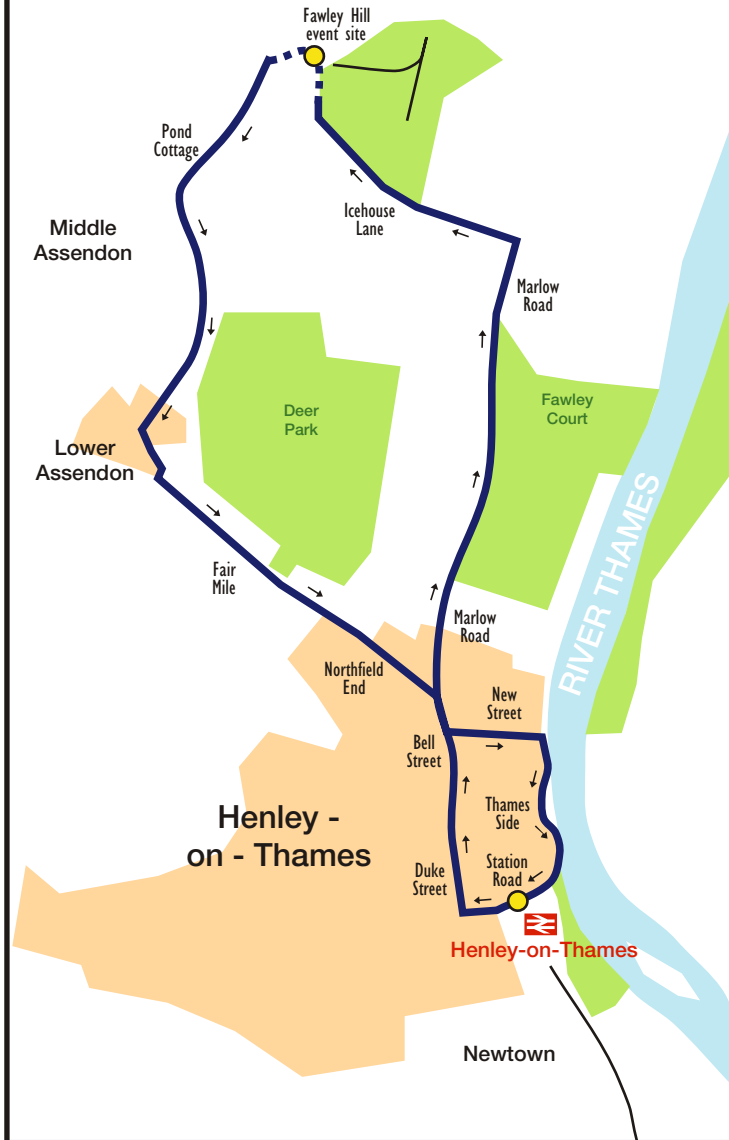 Fawley Hill
event site
Pond
Cottage
Middle
Assendon
Icehouse
Lane
Marlow
Road
Deer
Park
Fawley
Court
Lower
Assendon
RIVER THAMES
Fair
Mile
Marlow
Road
Northfield
End
New
Street
Bell
Street
Thames
Side
Henley -
on - Thames
Station
Road
Duke
Street
Henley-on-Thames
Newtown